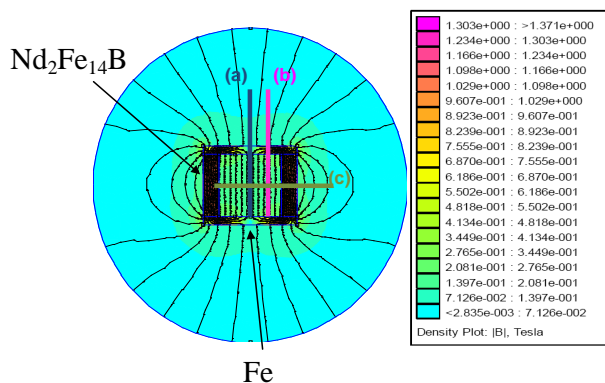 Nd2Fe14B
(a)
(b)
(c)
Fe
1.303e+000 : >1.371e+000
1.234e+000 : 1.303e+000
1.166e+000 : 1.234e+000
1.098e+000 : 1.166e+000
1.029e+000 : 1.098e+000
9.607e-001 : 1.029e+000
8.923e-001 : 9.607e-001
8.239e-001 : 8.923e-001
7.555e-001 : 8.239e-001
6.870e-001 : 7.555e-001
6.186e-001 : 6.870e-001
5.502e-001 : 6.186e-001
4.818e-001 : 5.502e-001
4.134e-001 : 4.818e-001
3.449e-001 : 4.134e-001
2.765e-001 : 3.449e-001
2.081e-001 : 2.765e-001
1.397e-001 : 2.081e-001
7.126e-002 : 1.397e-001
<2.835e-003 : 7.126e-002
Density Plot: |B|, Tesla